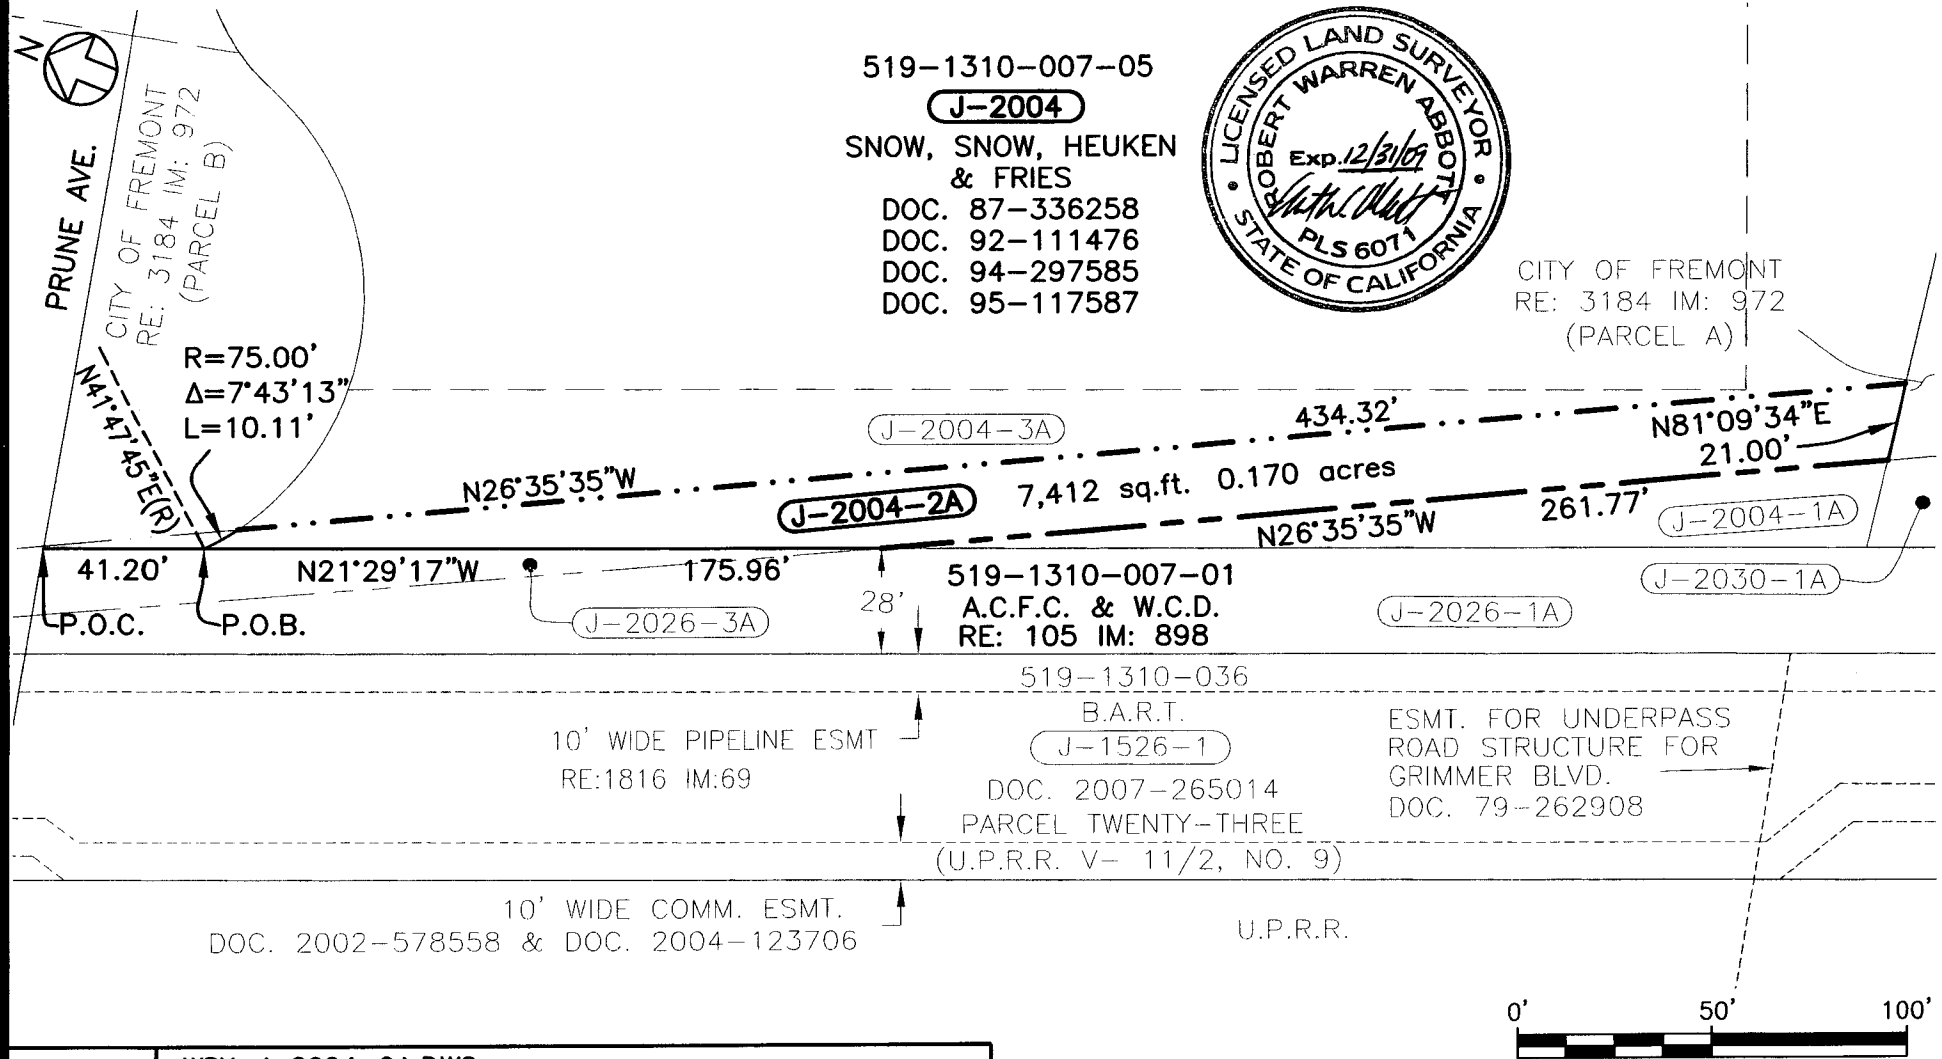 N
PRUNE AVE.
CITY OF FREMONT
RE: 3184 IM: 972
(PARCEL B)
519-1310-007-05
J-2004
SNOW, SNOW, HEUKEN
& FRIES
DOC. 87-336258
DOC. 92-111476
DOC. 94-297585
DOC. 95-117587
LICENSED LAND SURVEYOR
ROBERT WARREN ABBOTT
Exp. 12/31/09
PLS 6071
STATE OF CALIFORNIA
CITY OF FREMONT
RE: 3184 IM: 972
(PARCEL A)
R=75.00'
Δ=7°43'13"
L=10.11'
N41°47'45"E(R)
J-2004-3A
434.32'
N81°09'34"E
21.00'
N26°35'35"W
J-2004-2A
7,412 sq.ft. 0.170 acres
N26°35'35"W
261.77'
J-2004-1A
41.20'
N21°29'17"W
175.96'
519-1310-007-01
A.C.F.C. & W.C.D.
RE: 105 IM: 898
J-2030-1A
P.O.C.
P.O.B.
J-2026-3A
28'
J-2026-1A
519-1310-036
B.A.R.T.
J-1526-1
DOC. 2007-265014
PARCEL TWENTY-THREE
(U.P.R.R. V- 11/2, NO. 9)
10' WIDE PIPELINE ESMT
RE:1816 IM:69
ESMT. FOR UNDERPASS
ROAD STRUCTURE FOR
GRIMMER BLVD.
DOC. 79-262908
10' WIDE COMM. ESMT.
DOC. 2002-578558 & DOC. 2004-123706
U.P.R.R.
0' 50' 100'